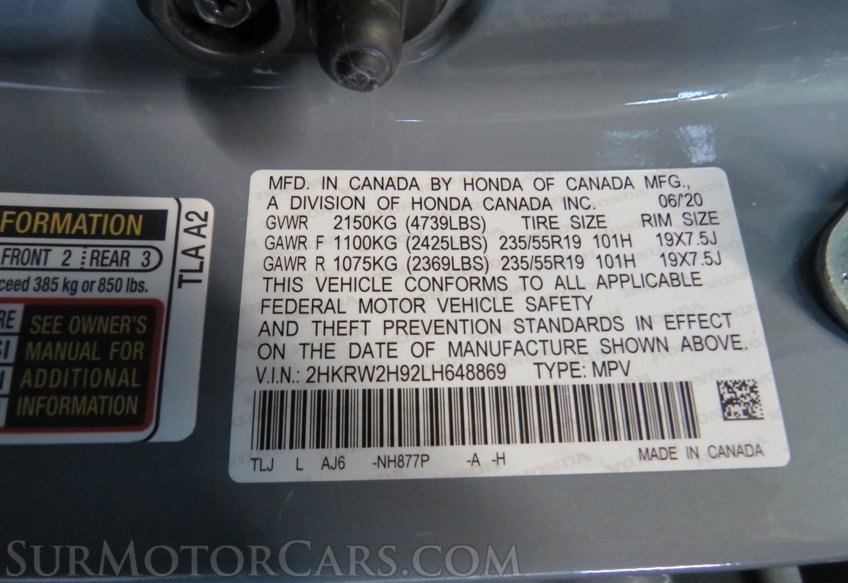 FORMATION
FRONT 2 REAR 3
ceed 385 kg or 850 lbs.
SEE OWNER'S
MANUAL FOR
ADDITIONAL
INFORMATION
TLA A2
MFD. IN CANADA BY HONDA OF CANADA MFG.,
A DIVISION OF HONDA CANADA INC. 06/'20
GVWR 2150KG (4739LBS) TIRE SIZE RIM SIZE
GAWR F 1100KG (2425LBS) 235/55R19 101H 19X7.5J
GAWR R 1075KG (2369LBS) 235/55R19 101H 19X7.5J
THIS VEHICLE CONFORMS TO ALL APPLICABLE
FEDERAL MOTOR VEHICLE SAFETY
AND THEFT PREVENTION STANDARDS IN EFFECT
ON THE DATE OF MANUFACTURE SHOWN ABOVE.
V.I.N.: 2HKRW2H92LH648869 TYPE: MPV
TLJ L AJ6 -NH877P -A -H MADE IN CANADA
SURMOTORCARS.COM